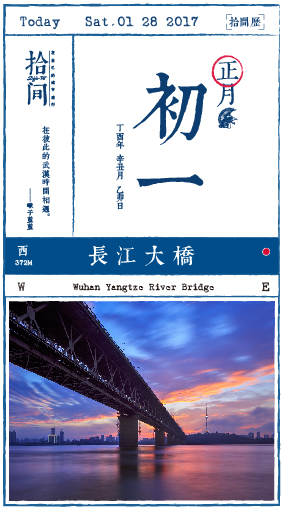 Today Sat.01 28 2017 拾間歷
正月
初一
丁酉年 辛丑月 乙卯日
拾间
在彼此的武漢時間相遇。
西
372M
長江大橋
W Wuhan Yangtze River Bridge E